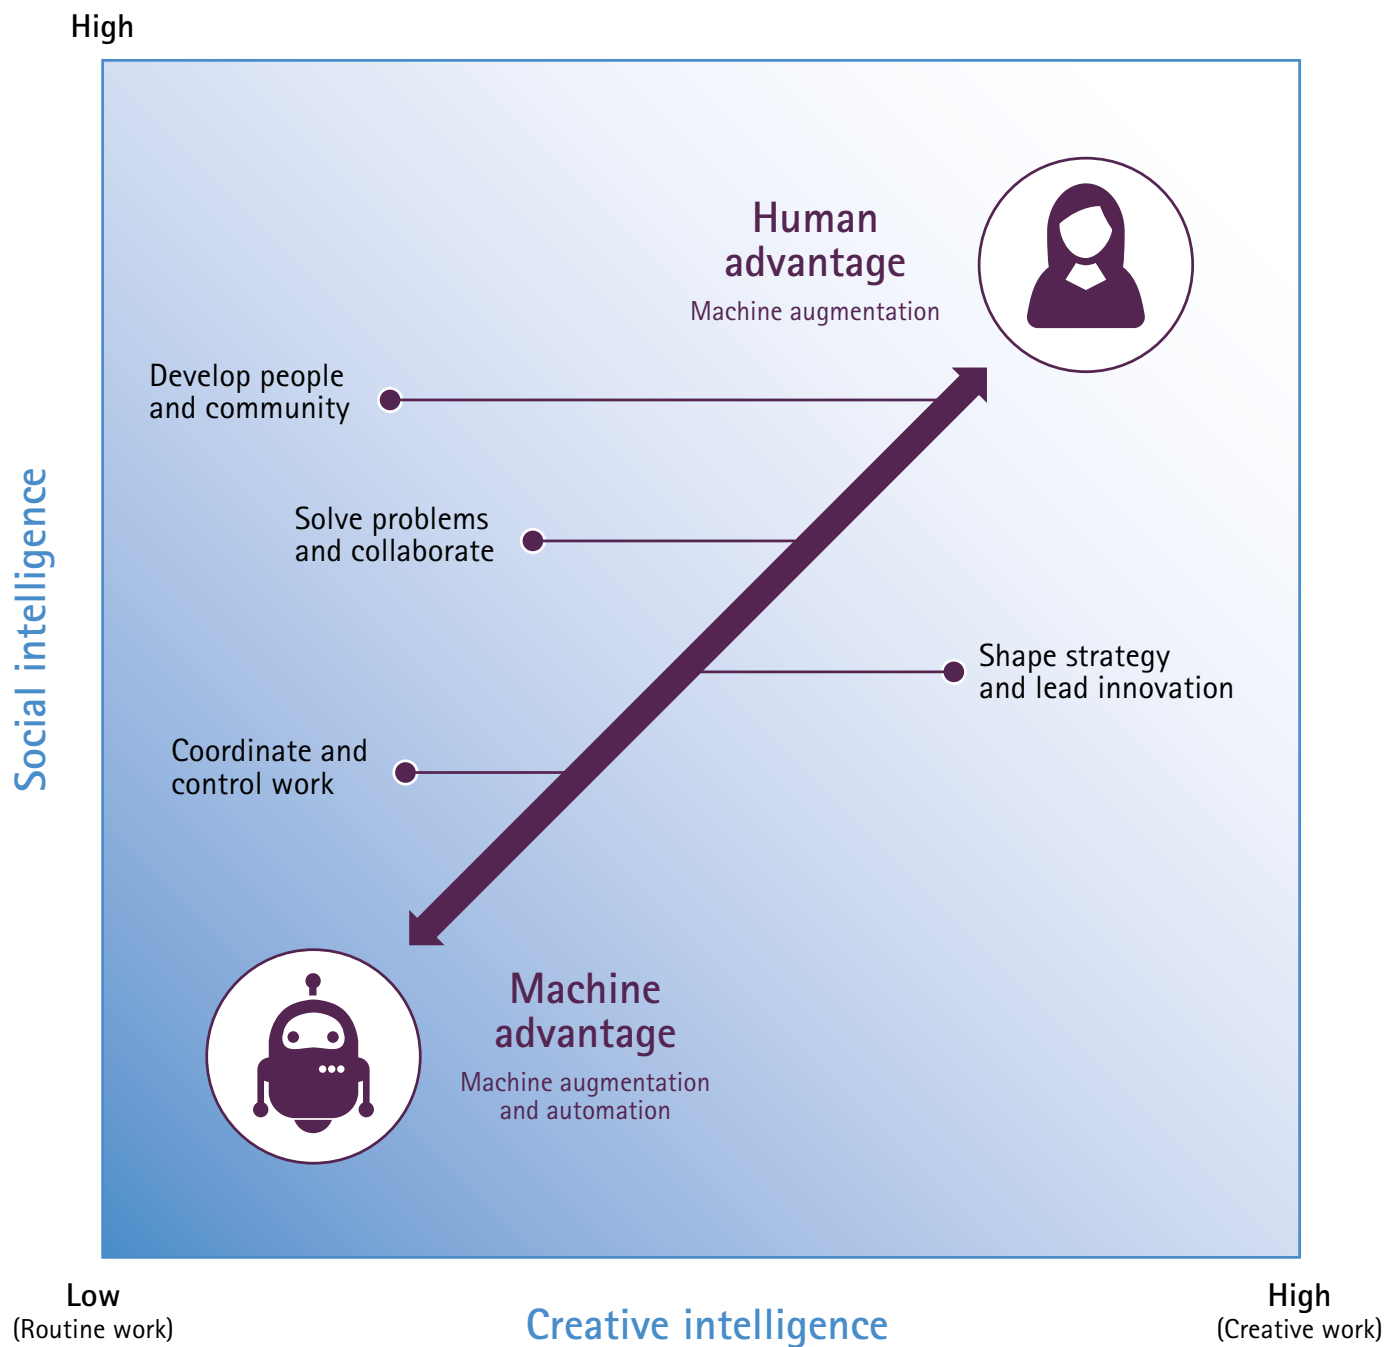 High
Human
advantage
Machine augmentation
Develop people
and community
Solve problems
and collaborate
Shape strategy
and lead innovation
Social intelligence
Coordinate and
control work
Machine
advantage
Machine augmentation
and automation
Low
(Routine work)
Creative intelligence
High
(Creative work)